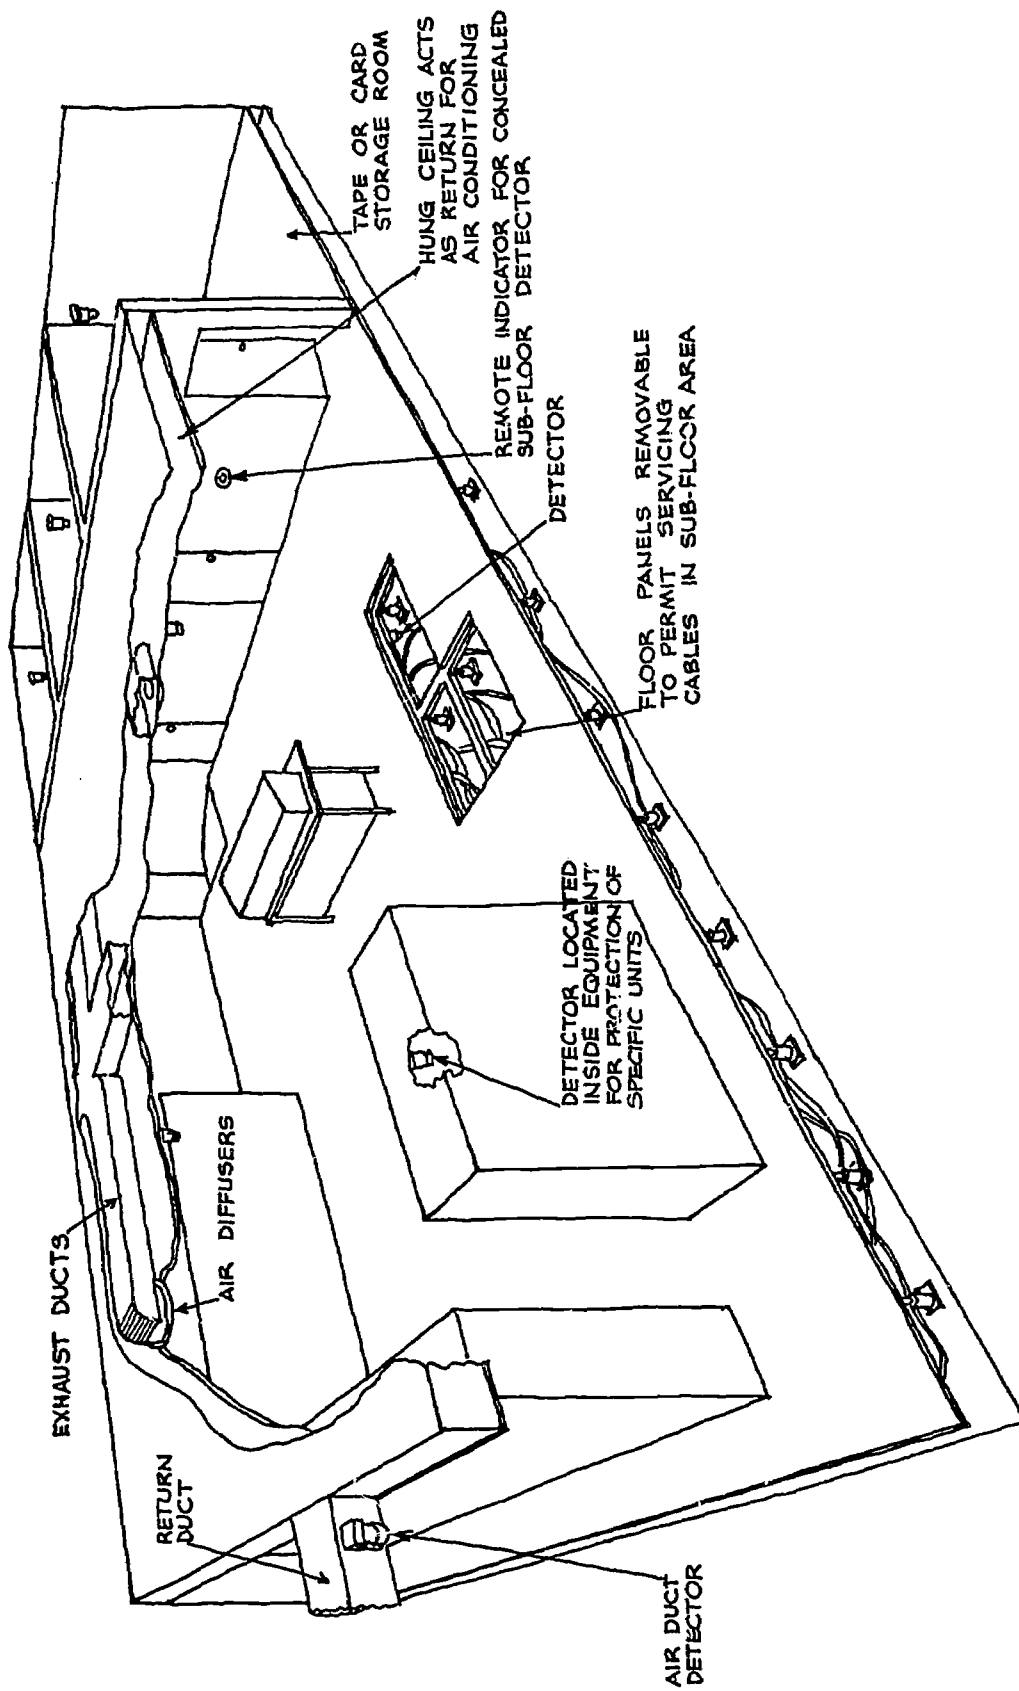 EXHAUST DUCTS
AIR DIFFUSERS
RETURN
DUCT
AIR DUCT
DETECTOR
DETECTOR LOCATED
INSIDE EQUIPMENT
FOR PROTECTION OF
SPECIFIC UNITS
FLOOR PANELS REMOVABLE
TO PERMIT SERVICING
CABLES IN SUB-FLOOR AREA
DETECTOR
REMOTE INDICATOR FOR CONCEALED
SUB-FLOOR DETECTOR
HUNG CEILING ACTS
AS RETURN FOR
AIR CONDITIONING
TAPE OR CARD
STORAGE ROOM